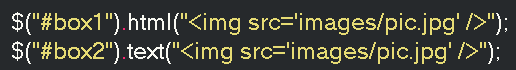 $("#box1").html("<img src='images/pic.jpg' />");
$("#box2").text("<img src='images/pic.jpg' />");